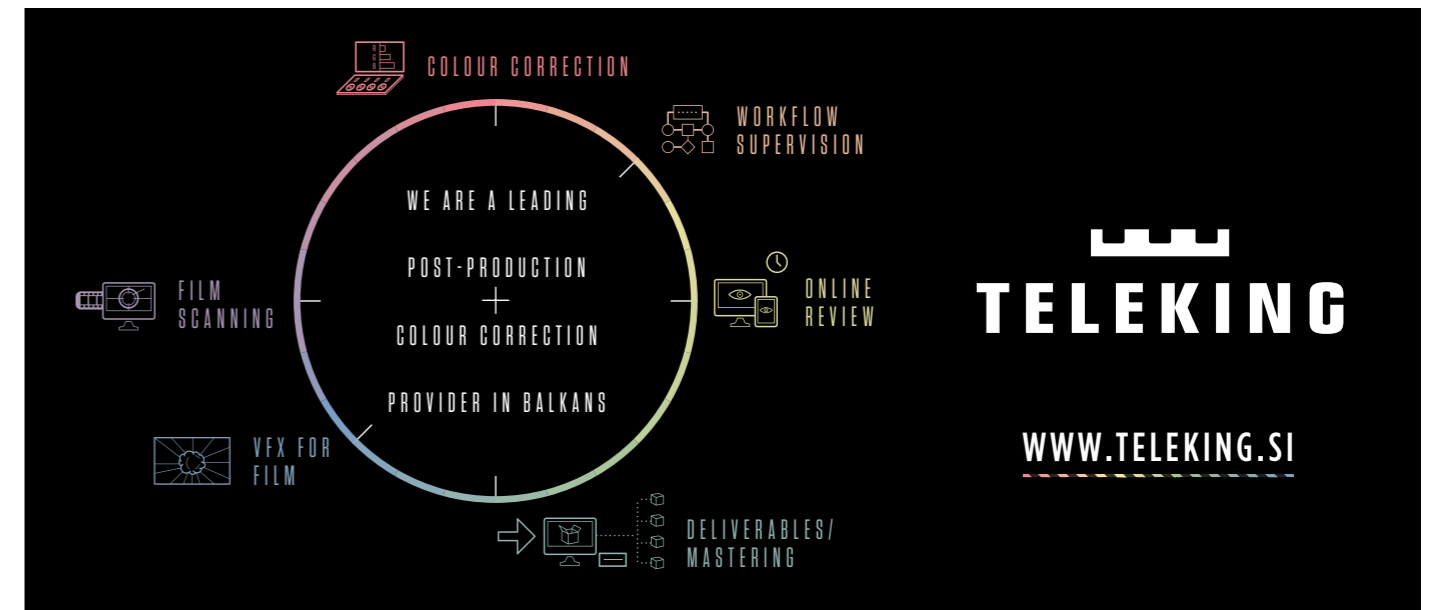 COLOUR CORRECTION
WORKFLOW
SUPERVISION
WE ARE A LEADING
POST-PRODUCTION
+
COLOUR CORRECTION
PROVIDER IN BALKANS
FILM
SCANNING
ONLINE
REVIEW
VFX FOR
FILM
DELIVERABLES/
MASTERING
TELEKING
WWW.TELEKING.SI